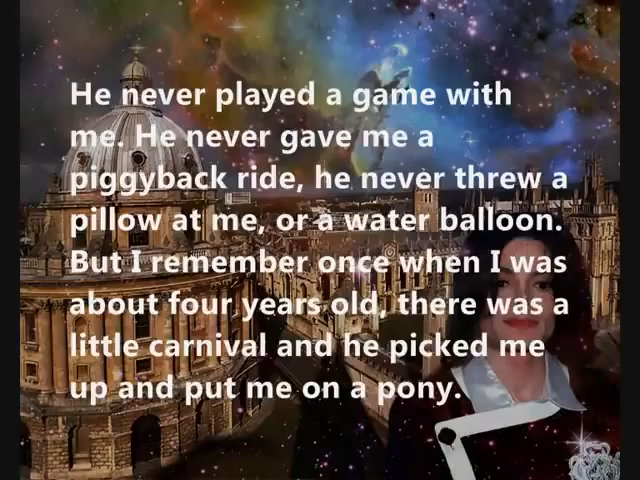 He never played a game with
me. He never gave me a
piggyback ride, he never threw a
pillow at me, or a water balloon.
But I remember once when I was
about four years old, there was a
little carnival and he picked me
up and put me on a pony.